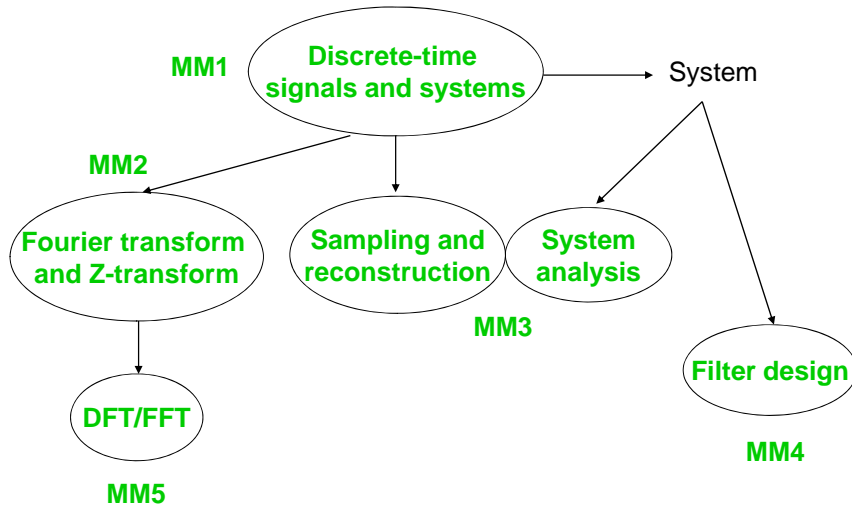 MM1
Discrete-time
signals and systems
System
MM2
Fourier transform
and Z-transform
Sampling and
reconstruction
System
analysis
MM3
Filter design
DFT/FFT
MM4
MM5